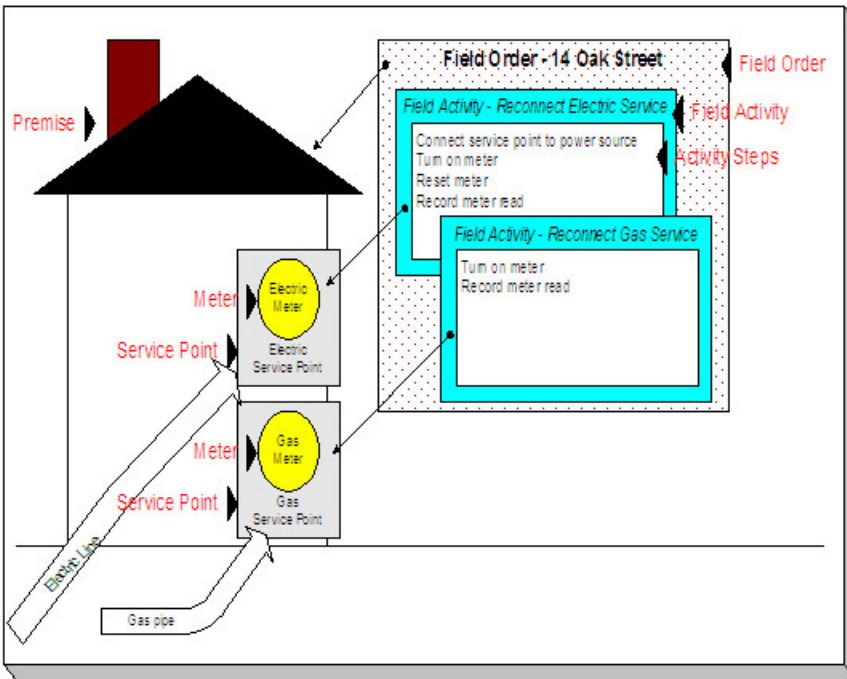 Field Order - 14 Oak Street
Field Order
Field Activity - Reconnect Electric Service
Field Activity
Premise
Connect service point to power source
Turn on meter
Reset meter
Record meter read
Activity Steps
Field Activity - Reconnect Gas Service
Turn on meter
Record meter read
Meter
Electric
Meter
Service Point
Electric
Service Point
Meter
Gas
Meter
Service Point
Gas
Service Point
Electric Line
Gas pipe